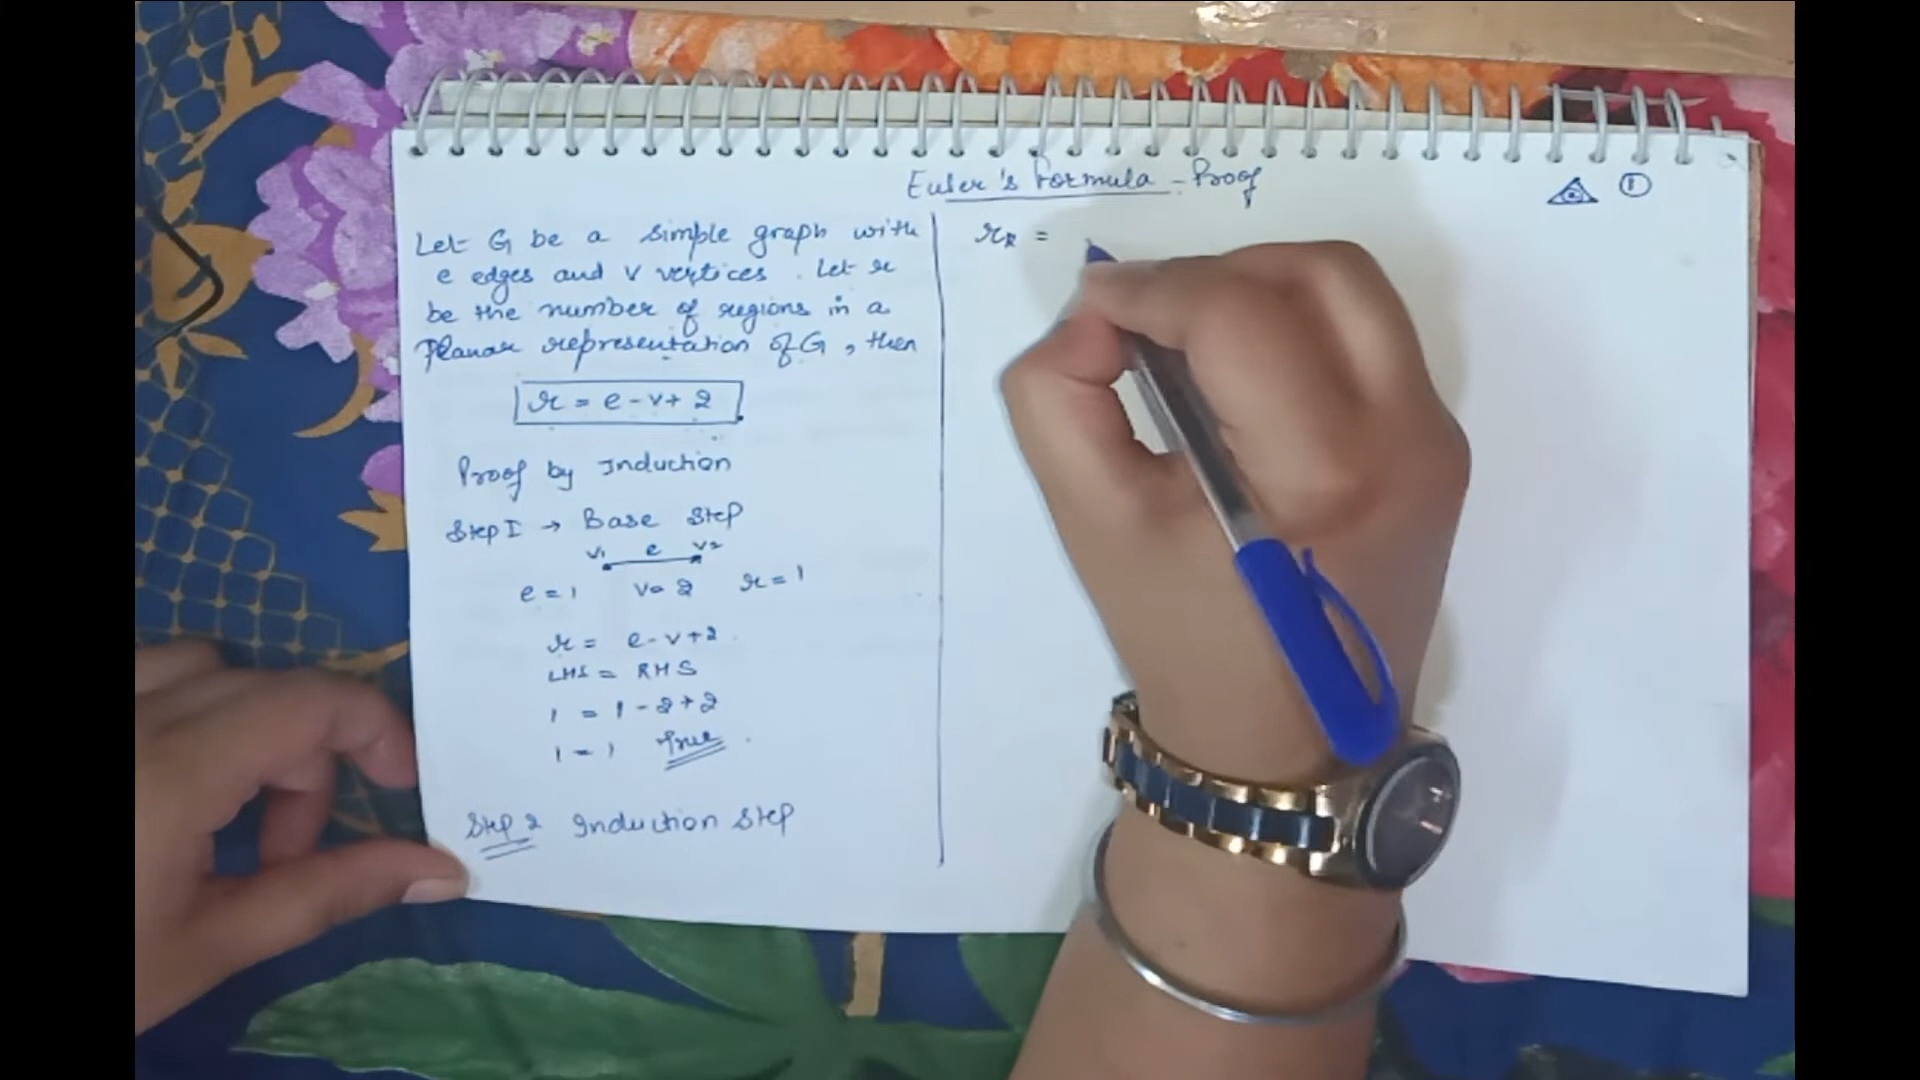 Euler's Formula - Proof
1
Let G be a simple graph with
e edges and v vertices. Let r
be the number of regions in a
Planar representation of G, then
r = e - v + 2
Proof by Induction
Step I → Base Step
v1 e v2
e = 1 v = 2 r = 1
r = e - v + 2
LHS = RHS
1 = 1 - 2 + 2
1 = 1 True
Step 2 Induction Step
rk =